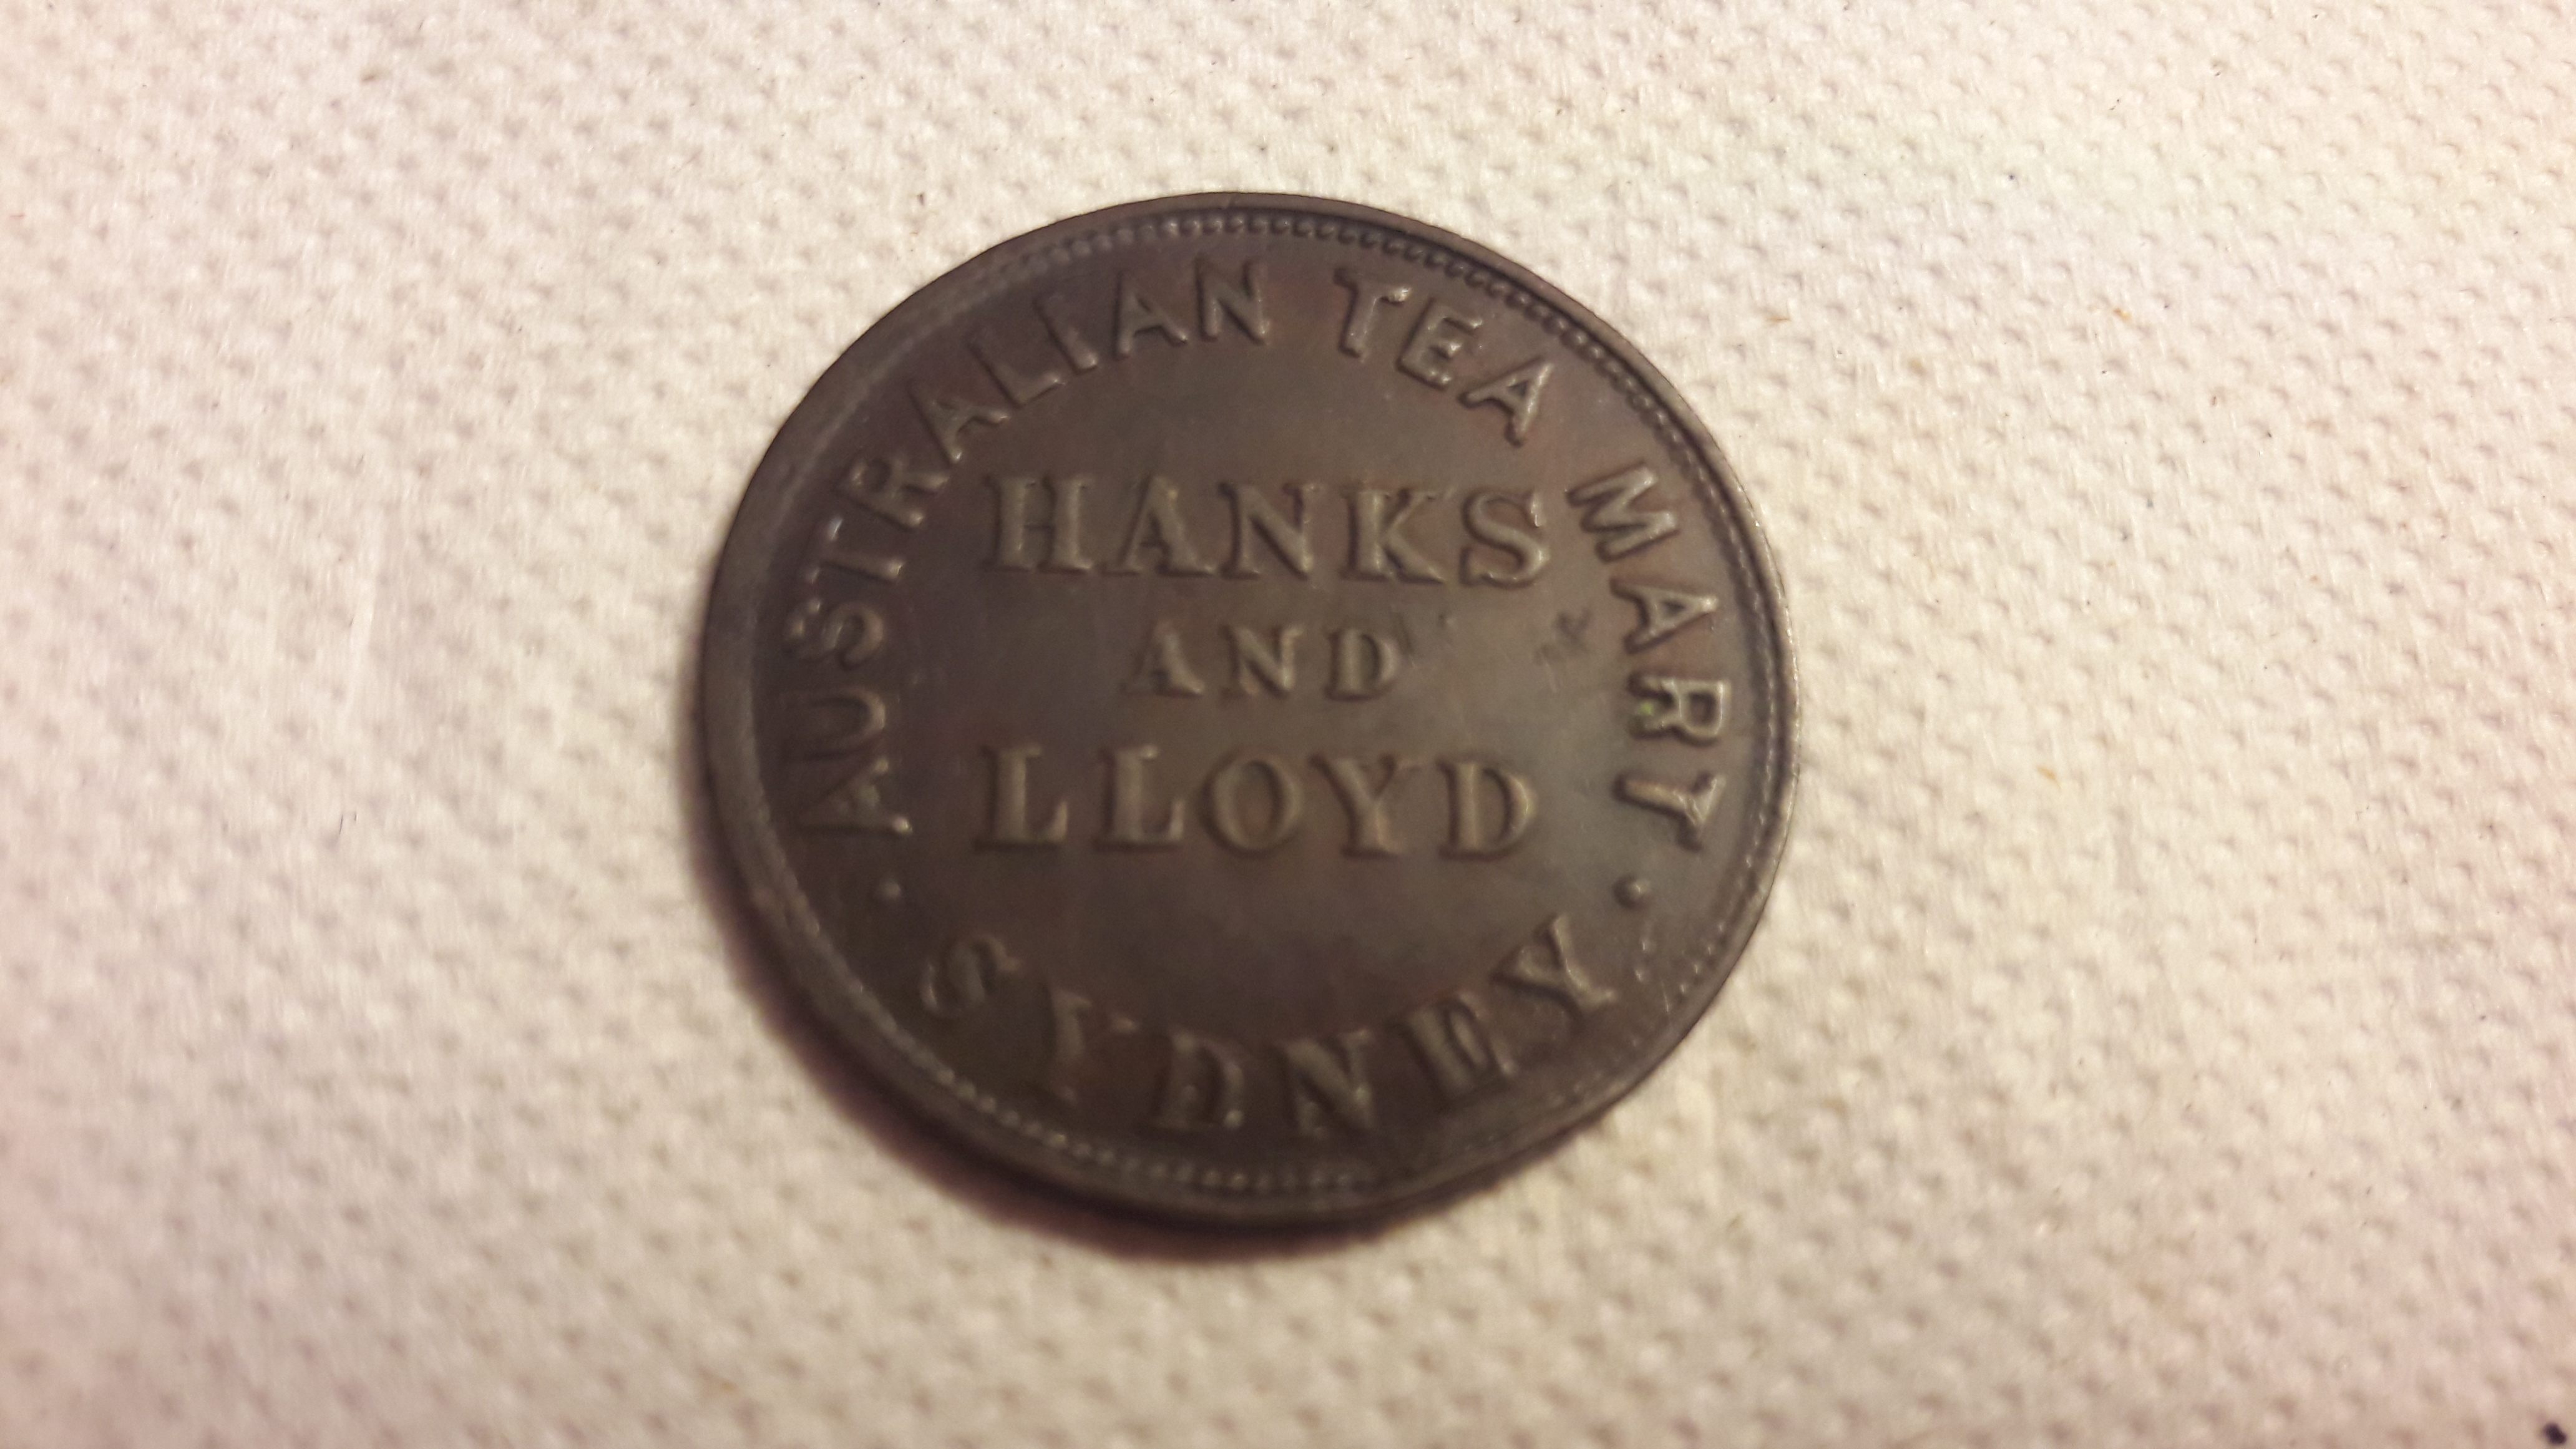 AUSTRALIAN TEA MART
HANKS
AND
LLOYD
· SYDNEY ·